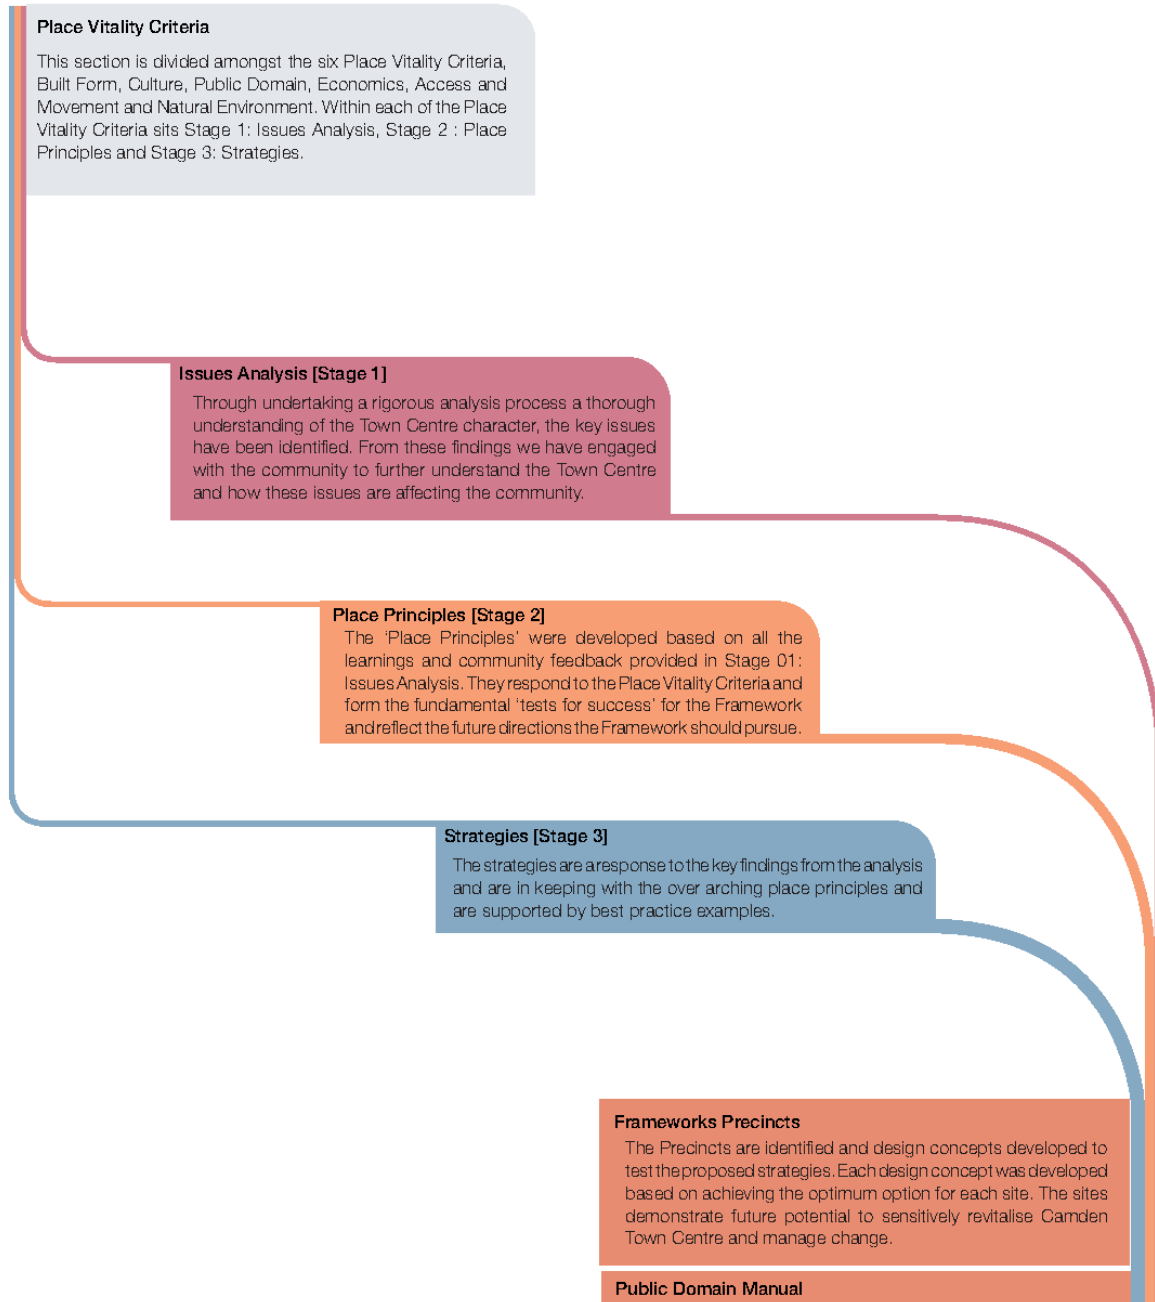 Place Vitality Criteria
This section is divided amongst the six Place Vitality Criteria,
Built Form, Culture, Public Domain, Economics, Access and
Movement and Natural Environment. Within each of the Place
Vitality Criteria sits Stage 1: Issues Analysis, Stage 2 : Place
Principles and Stage 3: Strategies.
Issues Analysis [Stage 1]
Through undertaking a rigorous analysis process a thorough
understanding of the Town Centre character, the key issues
have been identified. From these findings we have engaged
with the community to further understand the Town Centre
and how these issues are affecting the community.
Place Principles [Stage 2]
The ‘Place Principles’ were developed based on all the
learnings and community feedback provided in Stage 01:
Issues Analysis. They respond to the Place Vitality Criteria and
form the fundamental ‘tests for success’ for the Framework
and reflect the future directions the Framework should pursue.
Strategies [Stage 3]
The strategies are a response to the key findings from the analysis
and are in keeping with the over arching place principles and
are supported by best practice examples.
Frameworks Precincts
The Precincts are identified and design concepts developed to
test the proposed strategies. Each design concept was developed
based on achieving the optimum option for each site. The sites
demonstrate future potential to sensitively revitalise Camden
Town Centre and manage change.
Public Domain Manual